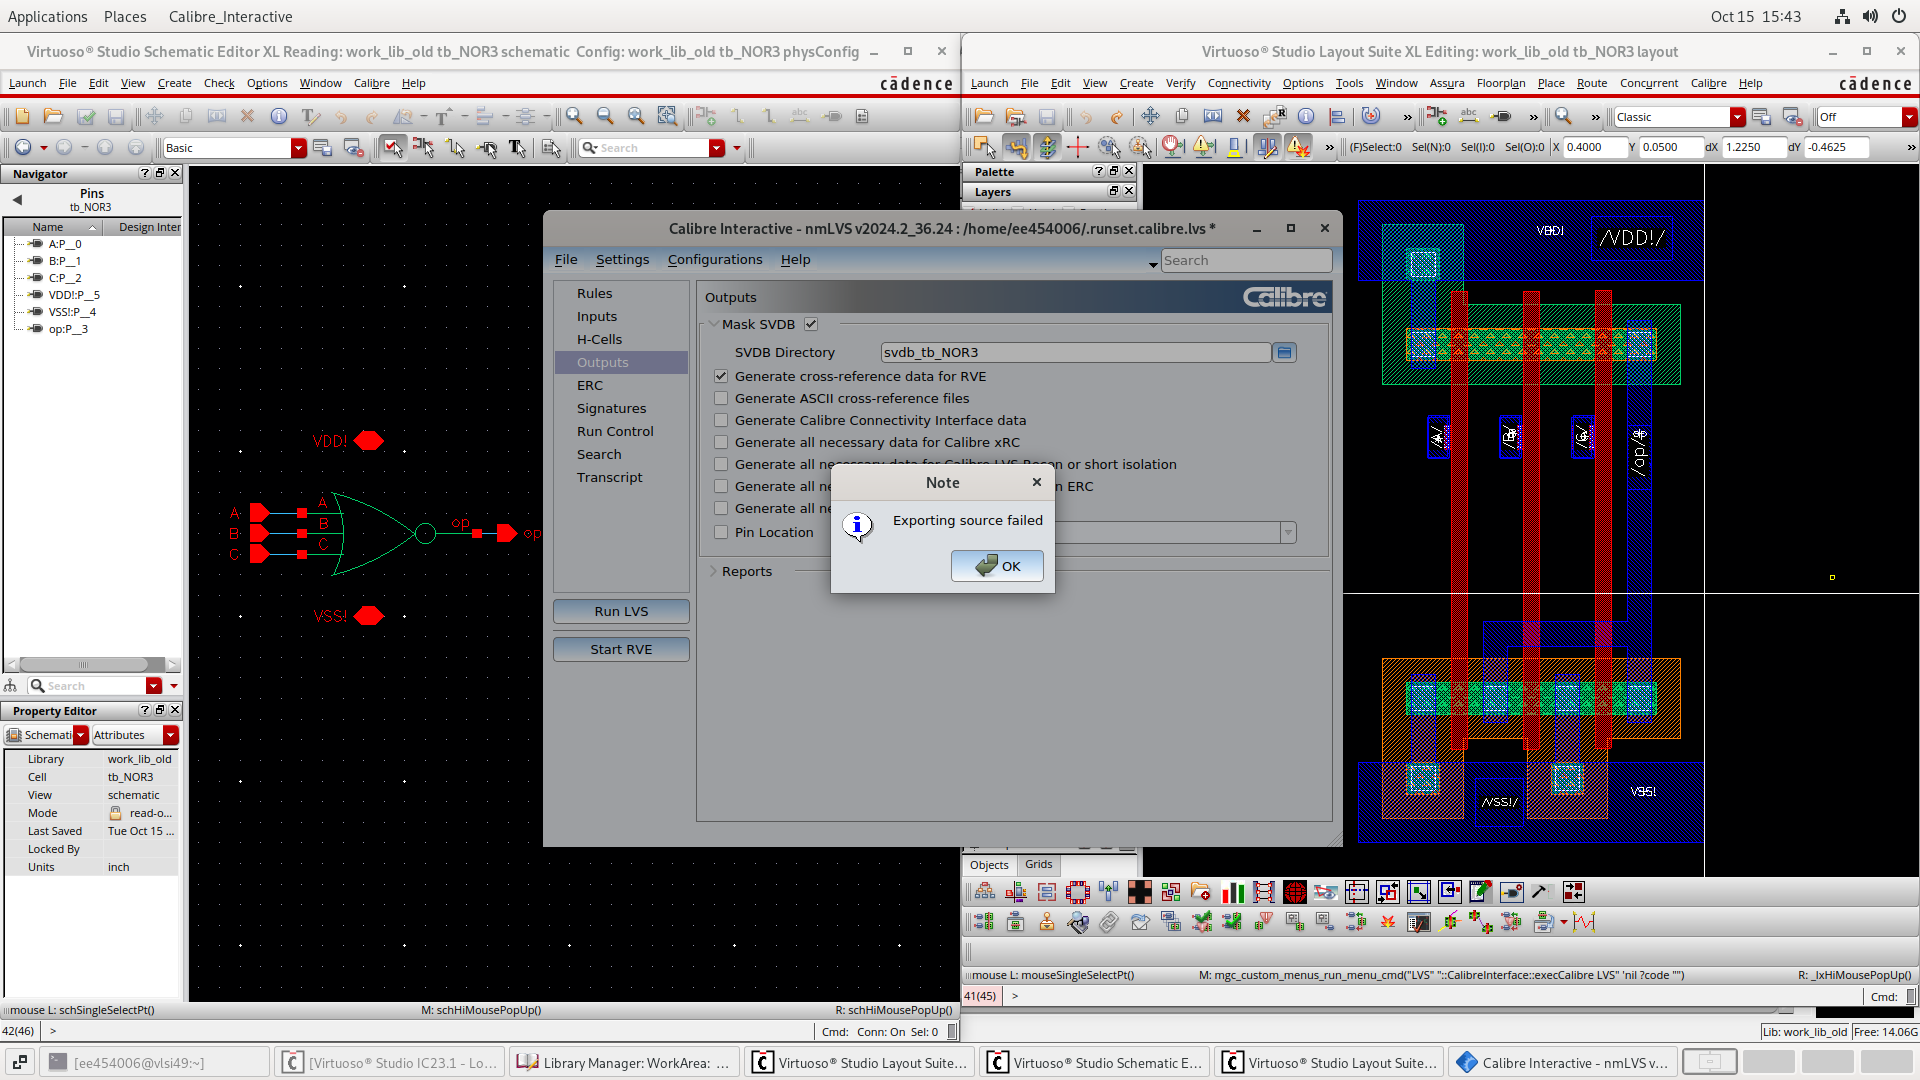 Applications Places Calibre_Interactive Oct 15 15:43
Virtuoso® Studio Schematic Editor XL Reading: work_lib_old tb_NOR3 schematic Config: work_lib_old tb_NOR3 physConfig
Virtuoso® Studio Layout Suite XL Editing: work_lib_old tb_NOR3 layout
Launch File Edit View Create Check Options Window Calibre Help cādence
Launch File Edit View Create Verify Connectivity Options Tools Window Assura Floorplan Place Route Concurrent Calibre Help cādence
Classic Off
Basic Search
(F)Select:0 Sel(N):0 Sel(I):0 Sel(O):0 X 0.4000 Y 0.0500 dX 1.2250 dY -0.4625
Navigator
Pins
tb_NOR3
Name Design Inter
A:P__0
B:P__1
C:P__2
VDD!:P__5
VSS!:P__4
op:P__3
Search
Property Editor
Schemati Attributes
Library work_lib_old
Cell tb_NOR3
View schematic
Mode read-o...
Last Saved Tue Oct 15 ...
Locked By
Units inch
VDD!
A A
B B
C C
op op
VSS!
Palette
Layers
Calibre Interactive - nmLVS v2024.2_36.24 : /home/ee454006/.runset.calibre.lvs *
File Settings Configurations Help Search
Rules
Inputs
H-Cells
Outputs
ERC
Signatures
Run Control
Search
Transcript
Run LVS
Start RVE
Outputs Calibre
Mask SVDB
SVDB Directory svdb_tb_NOR3
Generate cross-reference data for RVE
Generate ASCII cross-reference files
Generate Calibre Connectivity Interface data
Generate all necessary data for Calibre xRC
Generate all necessary data for Calibre LVS Recon or short isolation
Generate all ne
n ERC
Generate all ne
Pin Location
Reports
Note
Exporting source failed
OK
VDD! /VDD!/
/op/
/VSS!/ VSS!
Objects Grids
mouse L: schSingleSelectPt() M: schHiMousePopUp() R: schHiMousePopUp()
42(46) > Cmd: Conn: On Sel: 0
mouse L: mouseSingleSelectPt() M: mgc_custom_menus_run_menu_cmd("LVS" "::CalibreInterface::execCalibre LVS" 'nil ?code "") R: _lxHiMousePopUp()
41(45) > Cmd:
Lib: work_lib_old Free: 14.06G
[ee454006@vlsi49:~]
[Virtuoso® Studio IC23.1 - Lo...
Library Manager: WorkArea: ...
Virtuoso® Studio Layout Suite...
Virtuoso® Studio Schematic E...
Virtuoso® Studio Layout Suite...
Calibre Interactive - nmLVS v...